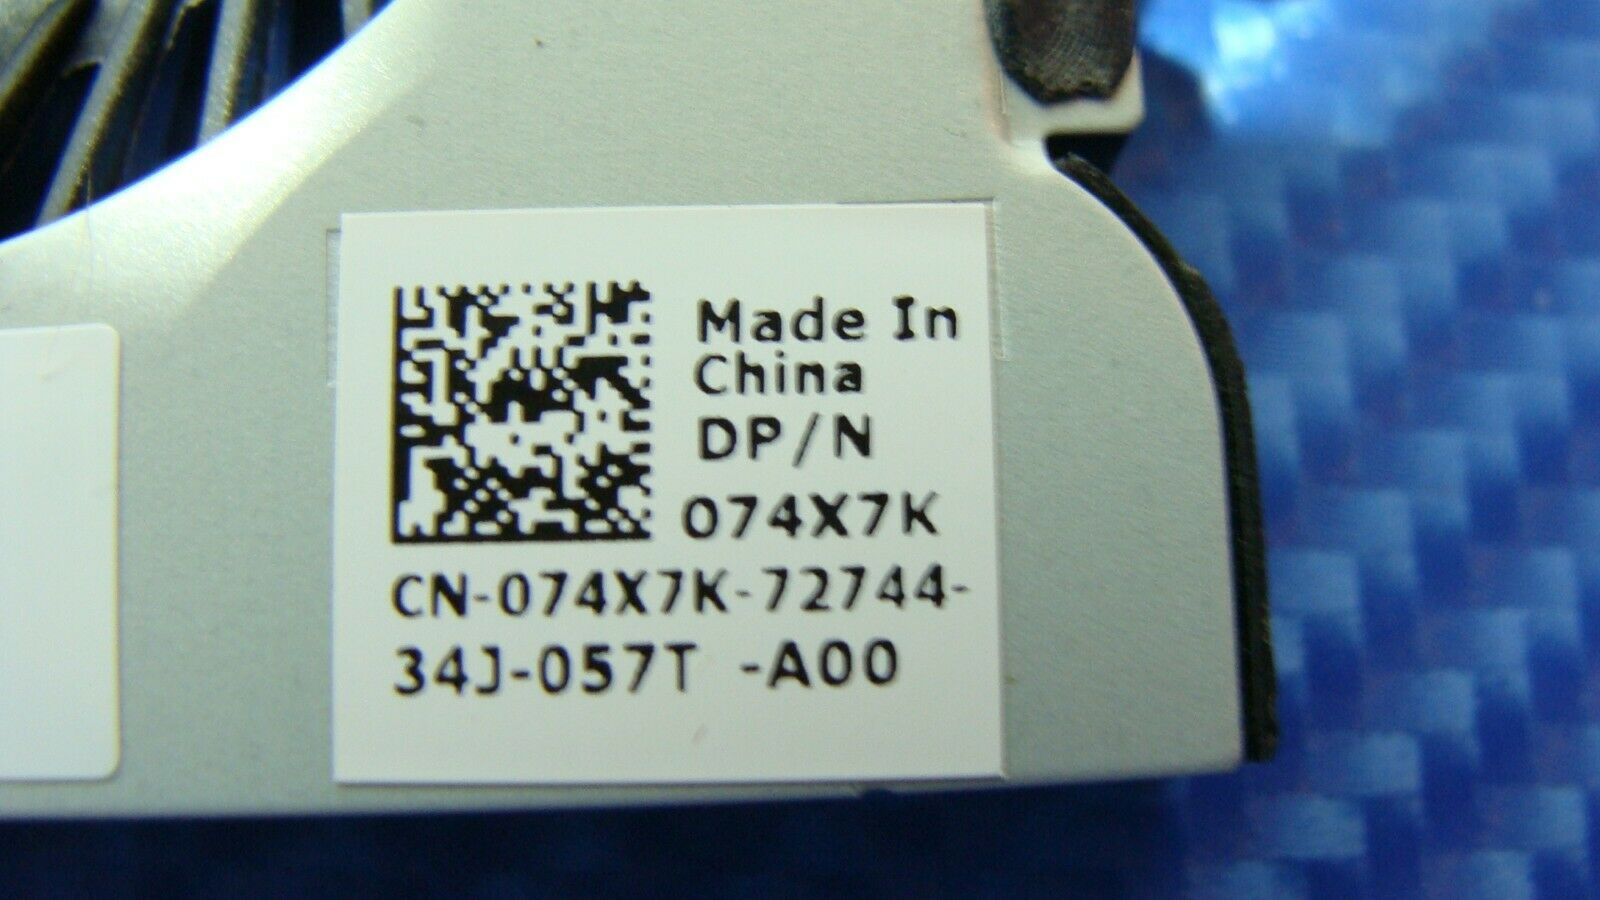 Made In
China
DP/N
074X7K
CN-074X7K-72744-
34J-057T -A00